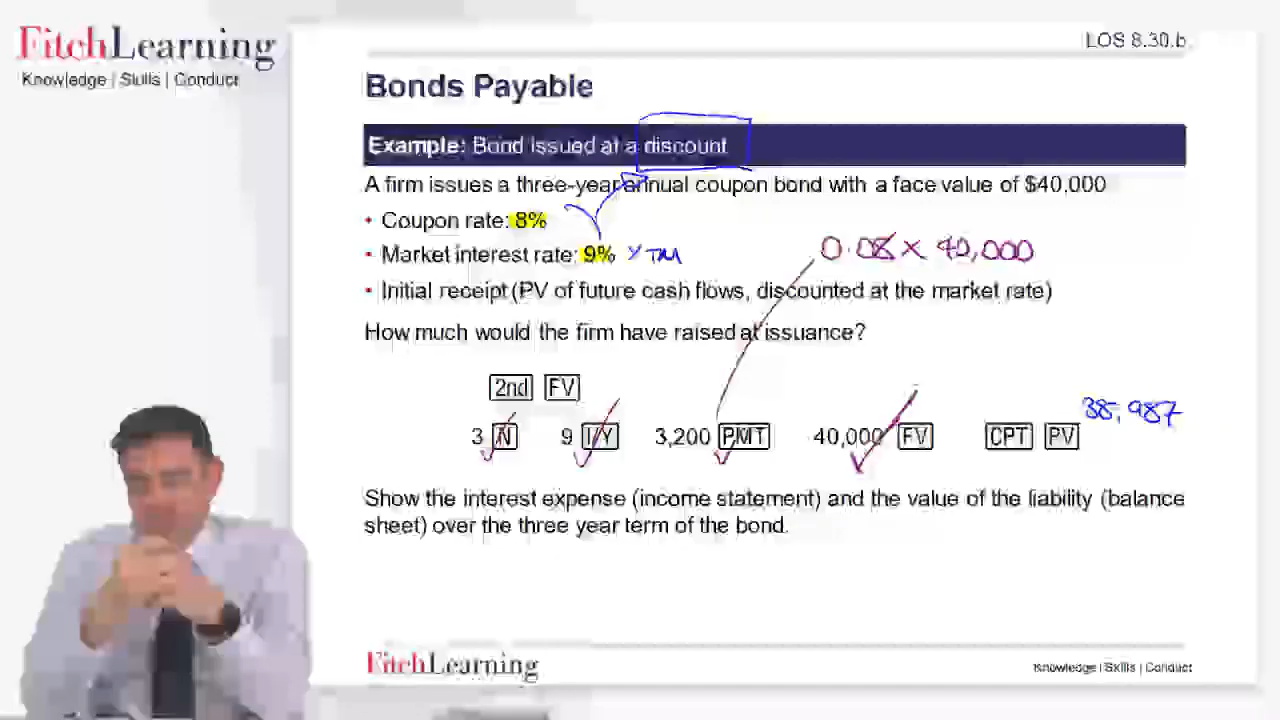 FitchLearning
Knowledge | Skills | Conduct
LOS 8.30.b
Bonds Payable
Example: Bond issued at a discount
A firm issues a three-year annual coupon bond with a face value of $40,000
• Coupon rate: 8%
• Market interest rate: 9% YTM
0.08 x 40,000
• Initial receipt (PV of future cash flows, discounted at the market rate)
How much would the firm have raised at issuance?
2nd FV
3 N 9 I/Y 3,200 PMT 40,000 FV CPT PV 38,987
Show the interest expense (income statement) and the value of the liability (balance
sheet) over the three year term of the bond.
FitchLearning
Knowledge | Skills | Conduct